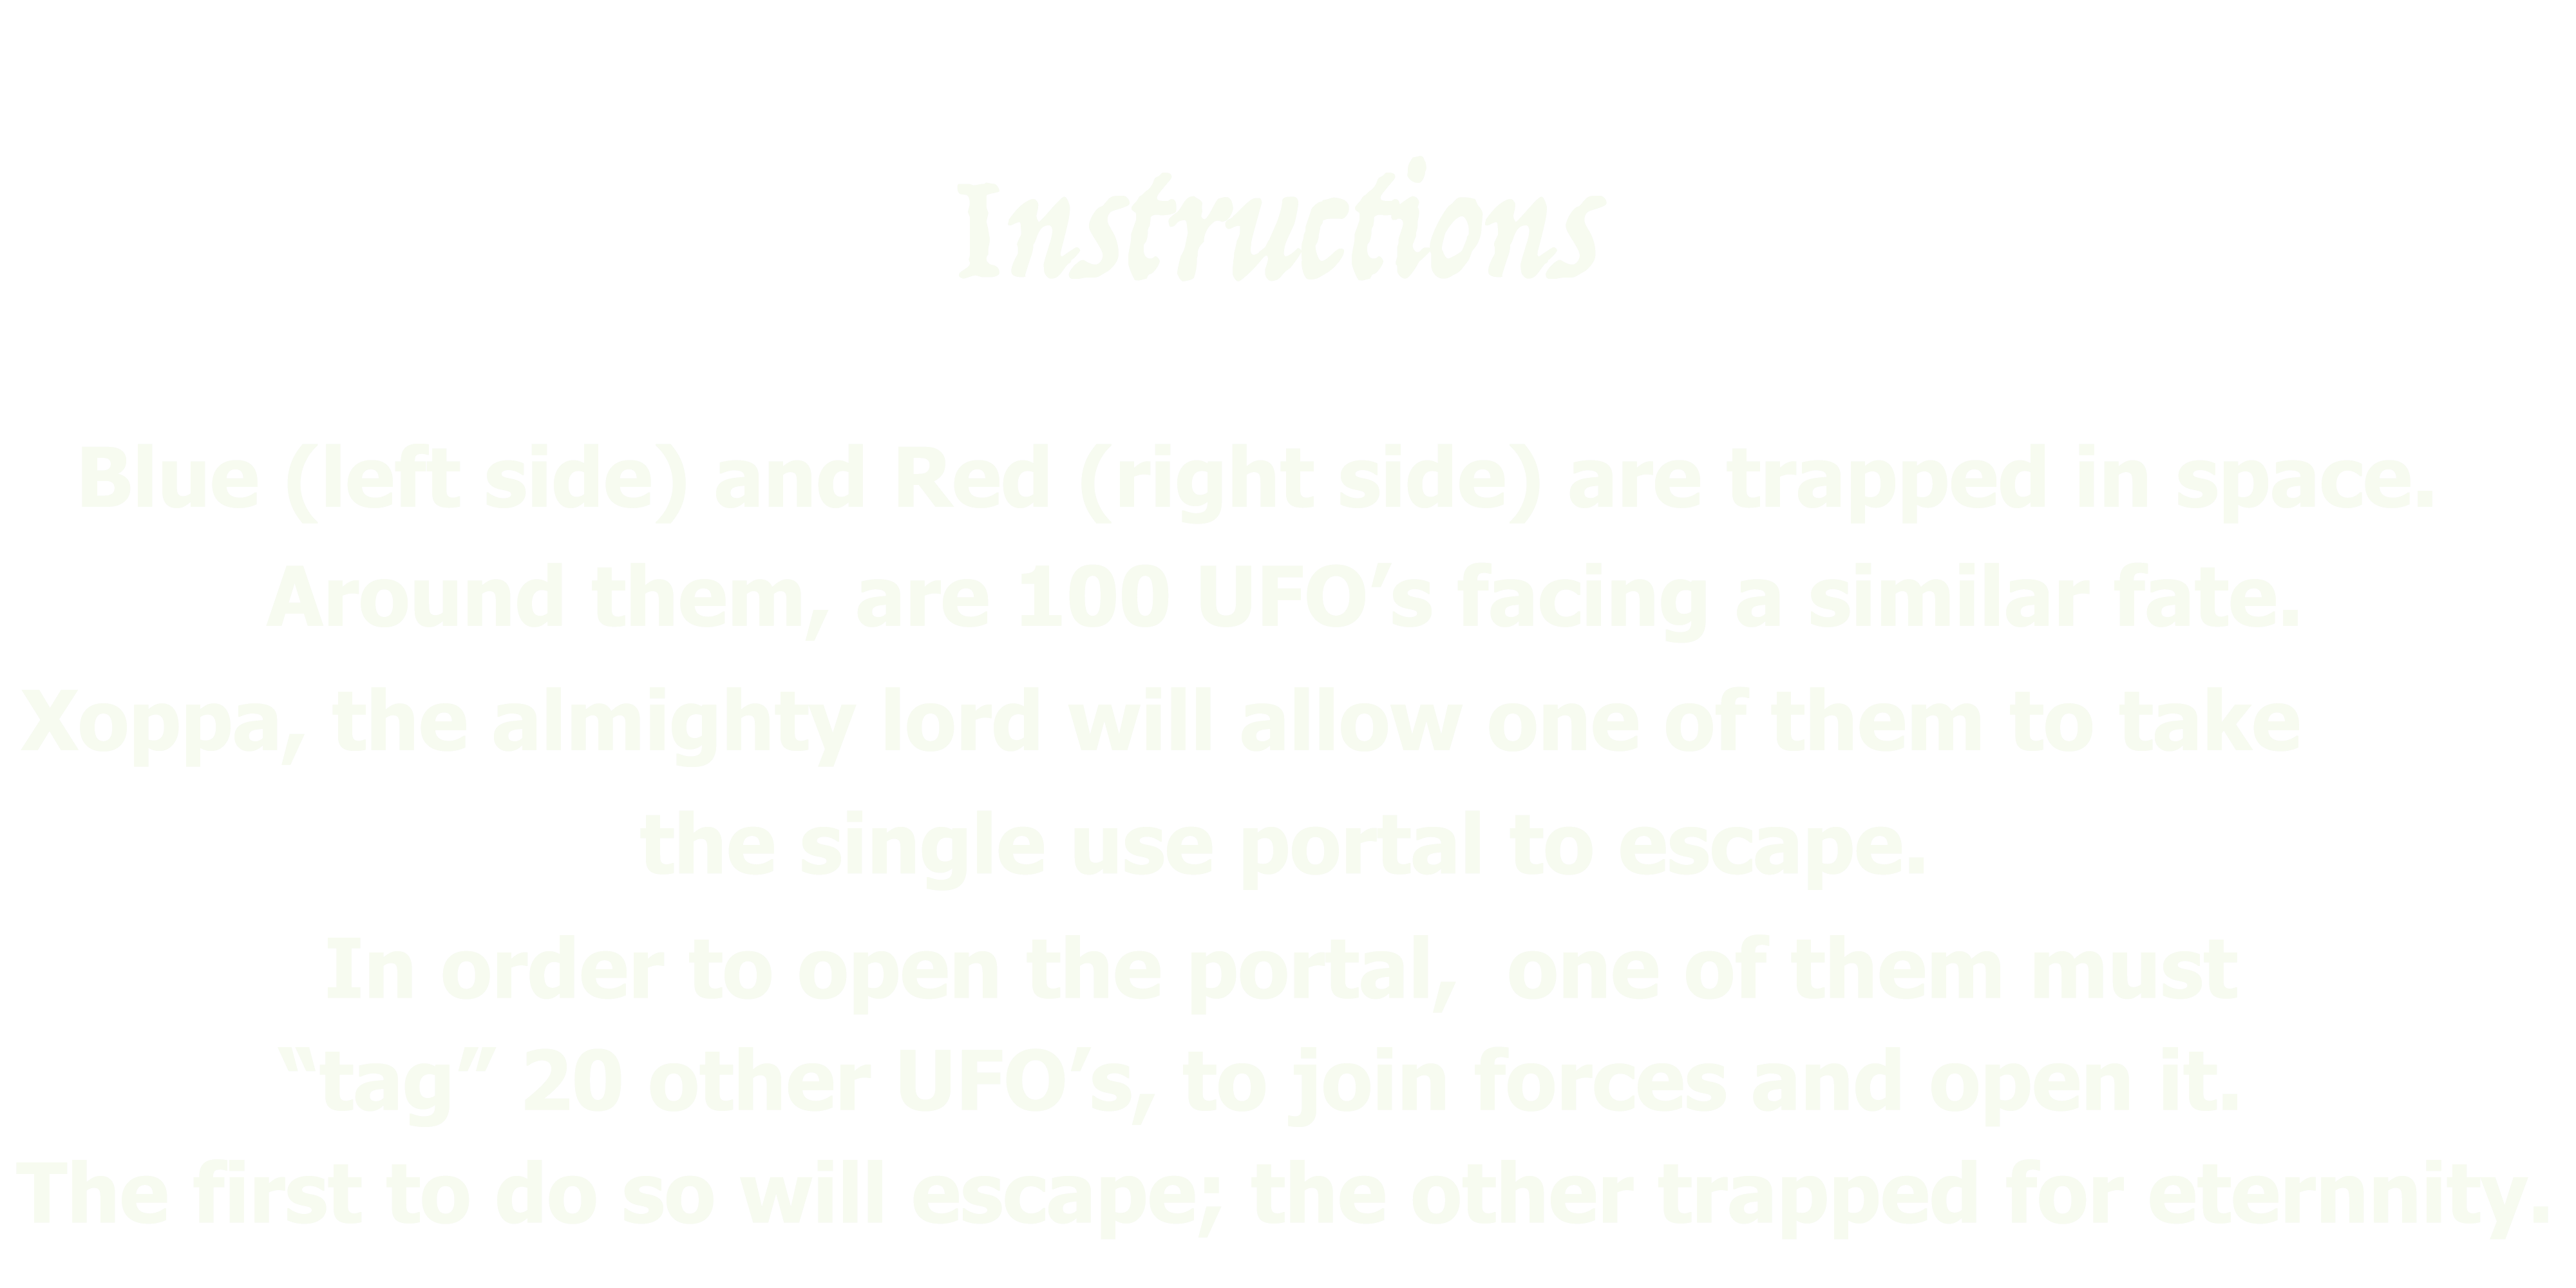 Instructions
Blue (left side) and Red (right side) are trapped in space.
Around them, are 100 UFO’s facing a similar fate.
Xoppa, the almighty lord will allow one of them to take
the single use portal to escape.
In order to open the portal,  one of them must
“tag” 20 other UFO’s, to join forces and open it.
The first to do so will escape; the other trapped for eternnity.